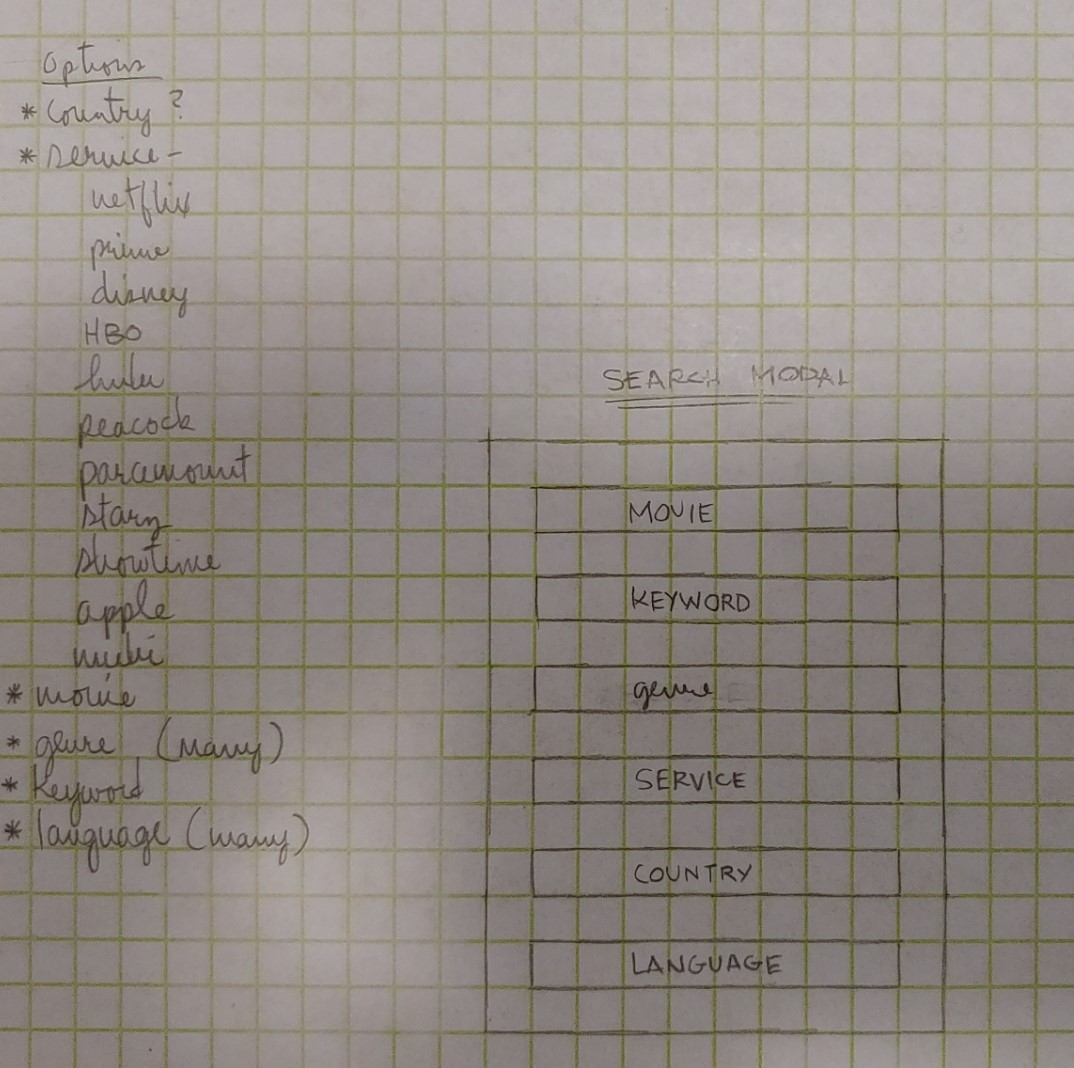 Options
* Country ?
* service -
netflix
prime
disney
HBO
hulu
peacock
paramount
starz
showtime
apple
mubi
* movie
* genre (many)
* keyword
* language (many)
SEARCH MODAL
MOVIE
KEYWORD
genre
SERVICE
COUNTRY
LANGUAGE